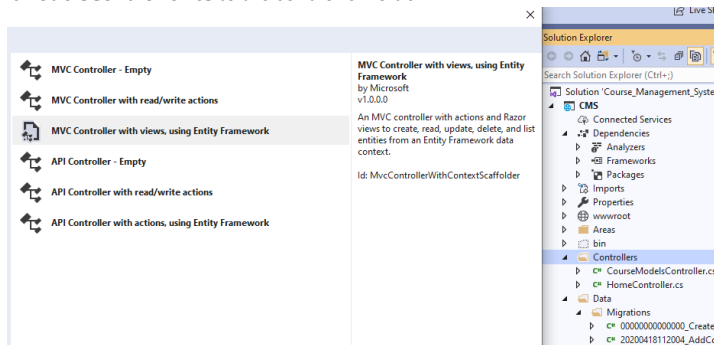 Live Sh
Solution Explorer
Search Solution Explorer (Ctrl+;)
MVC Controller - Empty
MVC Controller with read/write actions
MVC Controller with views, using Entity Framework
API Controller - Empty
API Controller with read/write actions
API Controller with actions, using Entity Framework
MVC Controller with views, using Entity
Framework
by Microsoft
v1.0.0.0
An MVC controller with actions and Razor
views to create, read, update, delete, and list
entities from an Entity Framework data
context.
Id: MvcControllerWithContextScaffolder
Solution 'Course_Management_Syste
CMS
Connected Services
Dependencies
Analyzers
Frameworks
Packages
Imports
Properties
wwwroot
Areas
bin
Controllers
C# CourseModelsController.cs
C# HomeController.cs
Data
Migrations
C# 00000000000000_Create
C# 20200418112004_AddCo